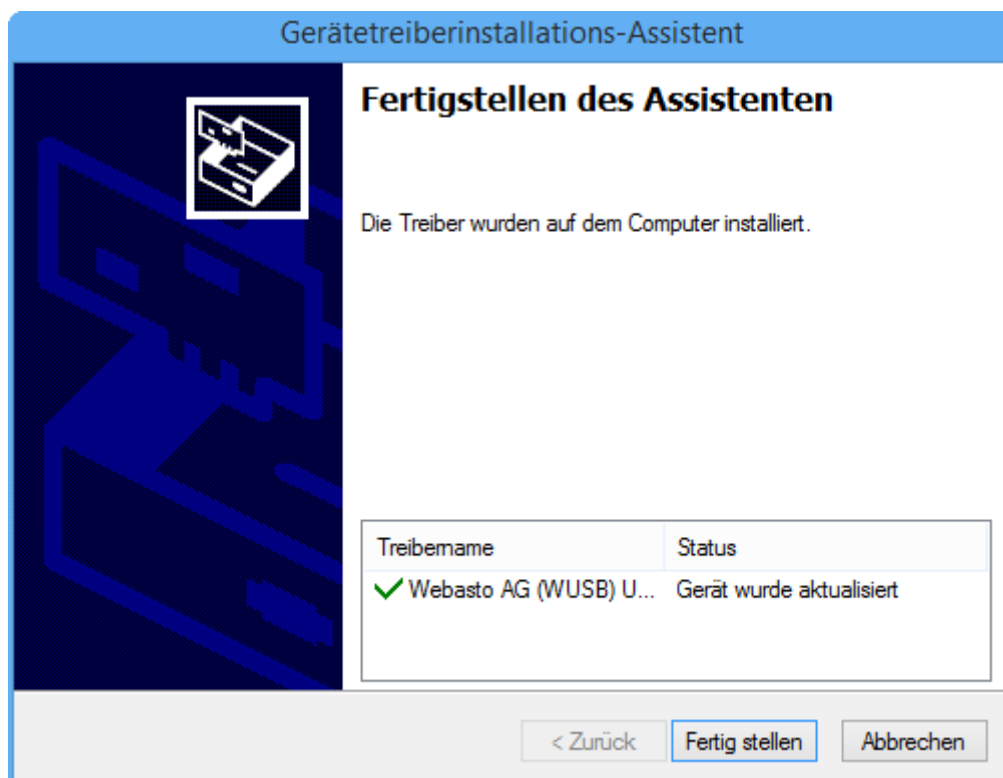 Gerätetreiberinstallations-Assistent
Fertigstellen des Assistenten
Die Treiber wurden auf dem Computer installiert.
Treibername Status
Webasto AG (WUSB) U... Gerät wurde aktualisiert
< Zurück Fertig stellen Abbrechen